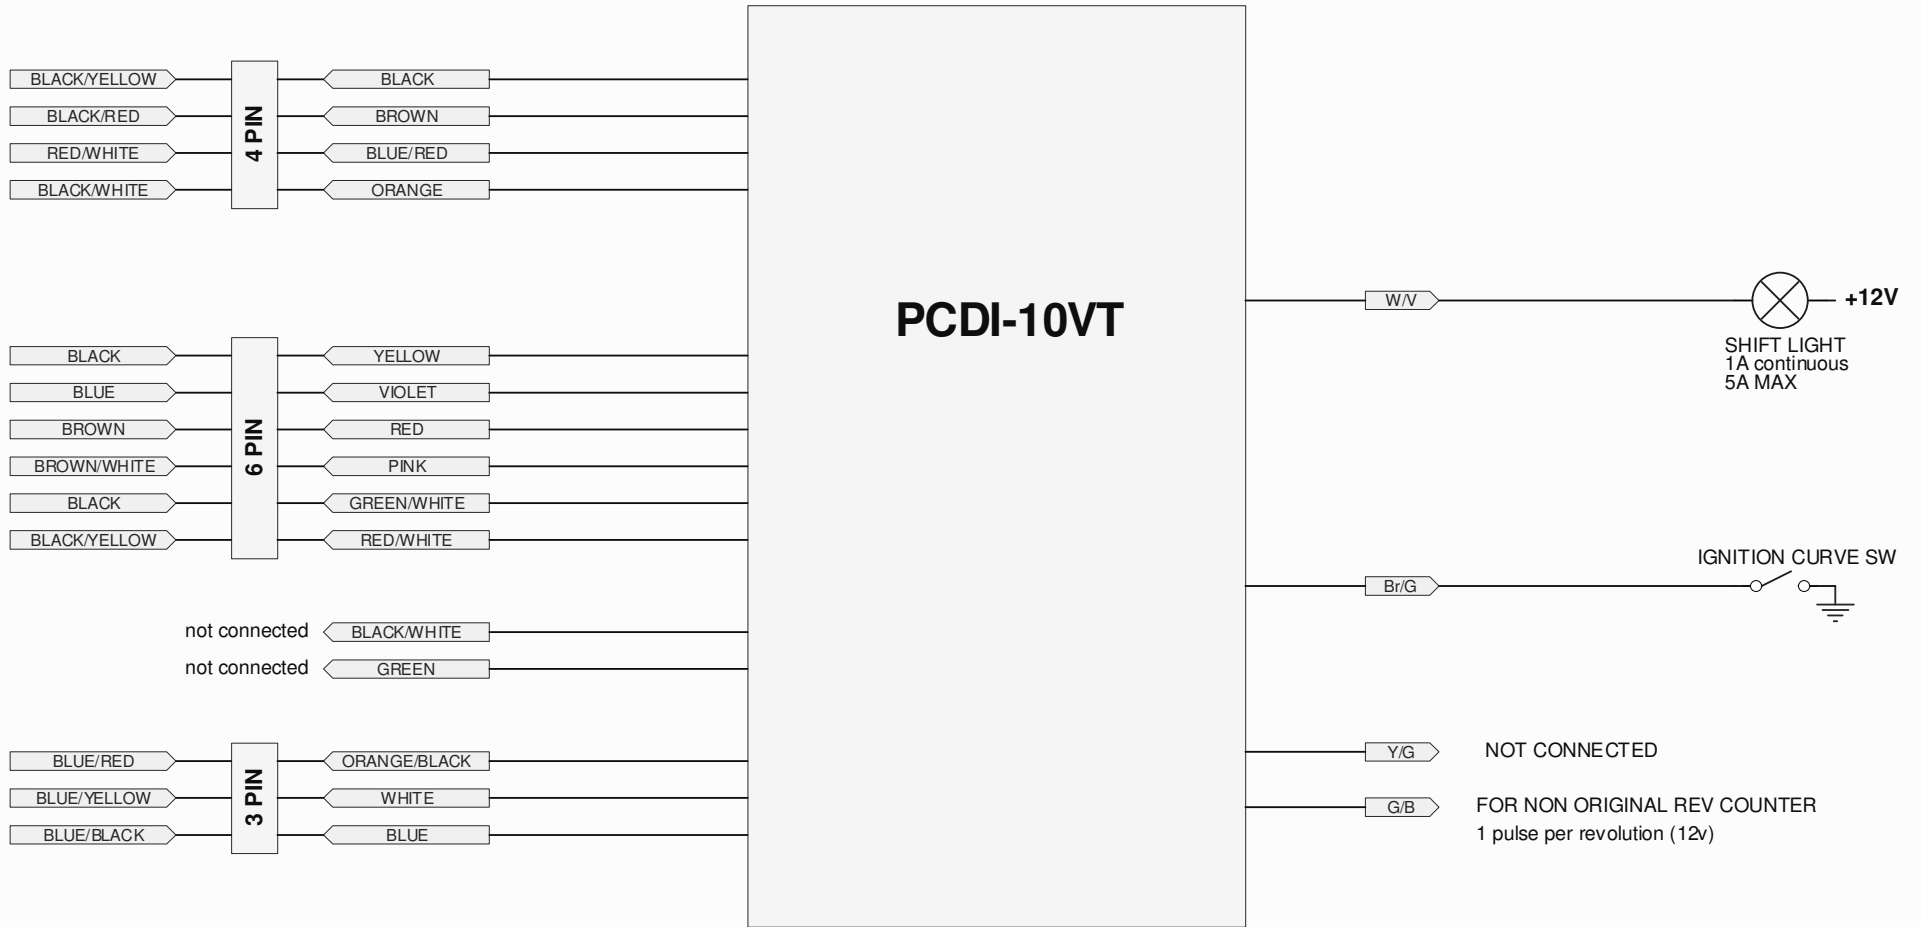 BLACK/YELLOW
BLACK
BLACK/RED
BROWN
RED/WHITE
BLUE/RED
BLACK/WHITE
ORANGE
4 PIN
BLACK
YELLOW
BLUE
VIOLET
BROWN
RED
BROWN/WHITE
PINK
BLACK
GREEN/WHITE
BLACK/YELLOW
RED/WHITE
6 PIN
not connected
BLACK/WHITE
not connected
GREEN
BLUE/RED
ORANGE/BLACK
BLUE/YELLOW
WHITE
BLUE/BLACK
BLUE
3 PIN
PCDI-10VT
W/V
+12V
SHIFT LIGHT
1A continuous
5A MAX
IGNITION CURVE SW
Br/G
Y/G
NOT CONNECTED
G/B
FOR NON ORIGINAL REV COUNTER
1 pulse per revolution (12v)